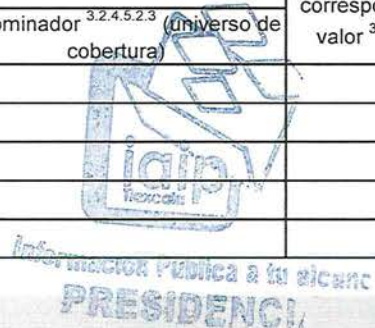 correspo
ominador 3.2.4.5.2.3 (universo de
valor 3
cobertura)
iaip
Información Pública a tu alcanc
PRESIDENCI